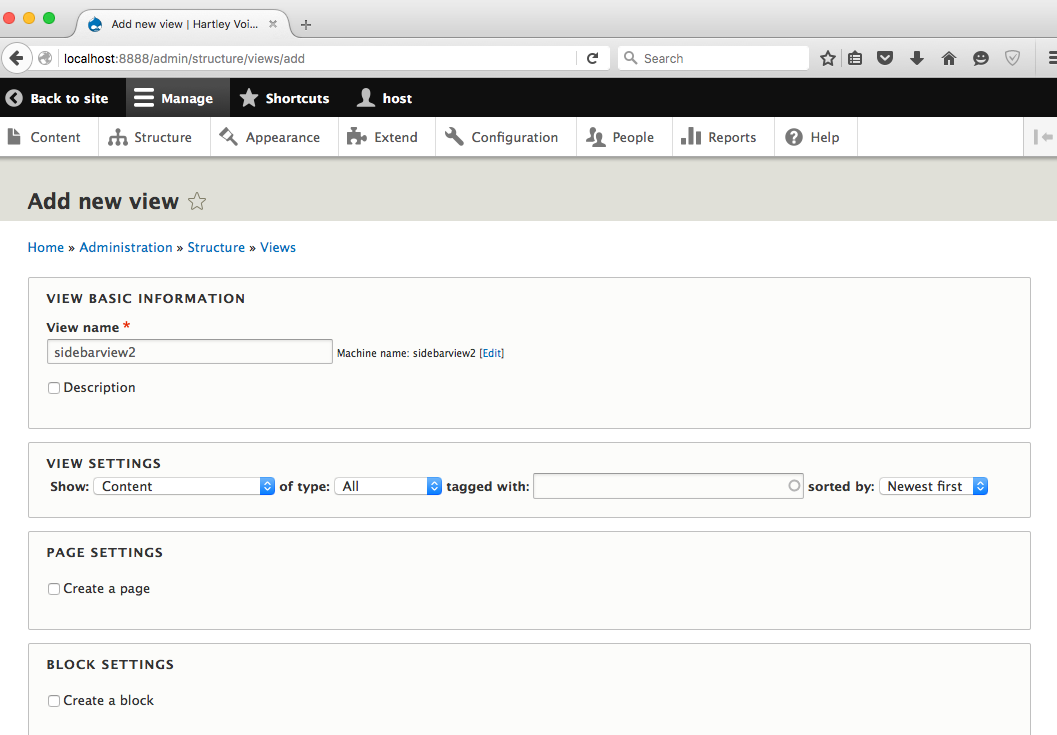 Add new view | Hartley Voi...
localhost:8888/admin/structure/views/add
Search
Back to site Manage Shortcuts host
Content Structure Appearance Extend Configuration People Reports Help
Add new view
Home » Administration » Structure » Views
VIEW BASIC INFORMATION
View name *
sidebarview2 Machine name: sidebarview2 [Edit]
Description
VIEW SETTINGS
Show: Content of type: All tagged with: sorted by: Newest first
PAGE SETTINGS
Create a page
BLOCK SETTINGS
Create a block